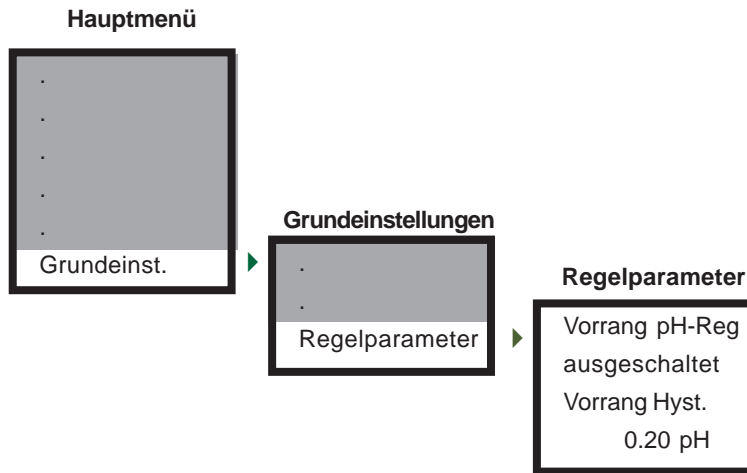 Hauptmenü
.
.
.
.
.
Grundeinst.
Grundeinstellungen
.
.
Regelparameter
Regelparameter
Vorrang pH-Reg
ausgeschaltet
Vorrang Hyst.
0.20 pH